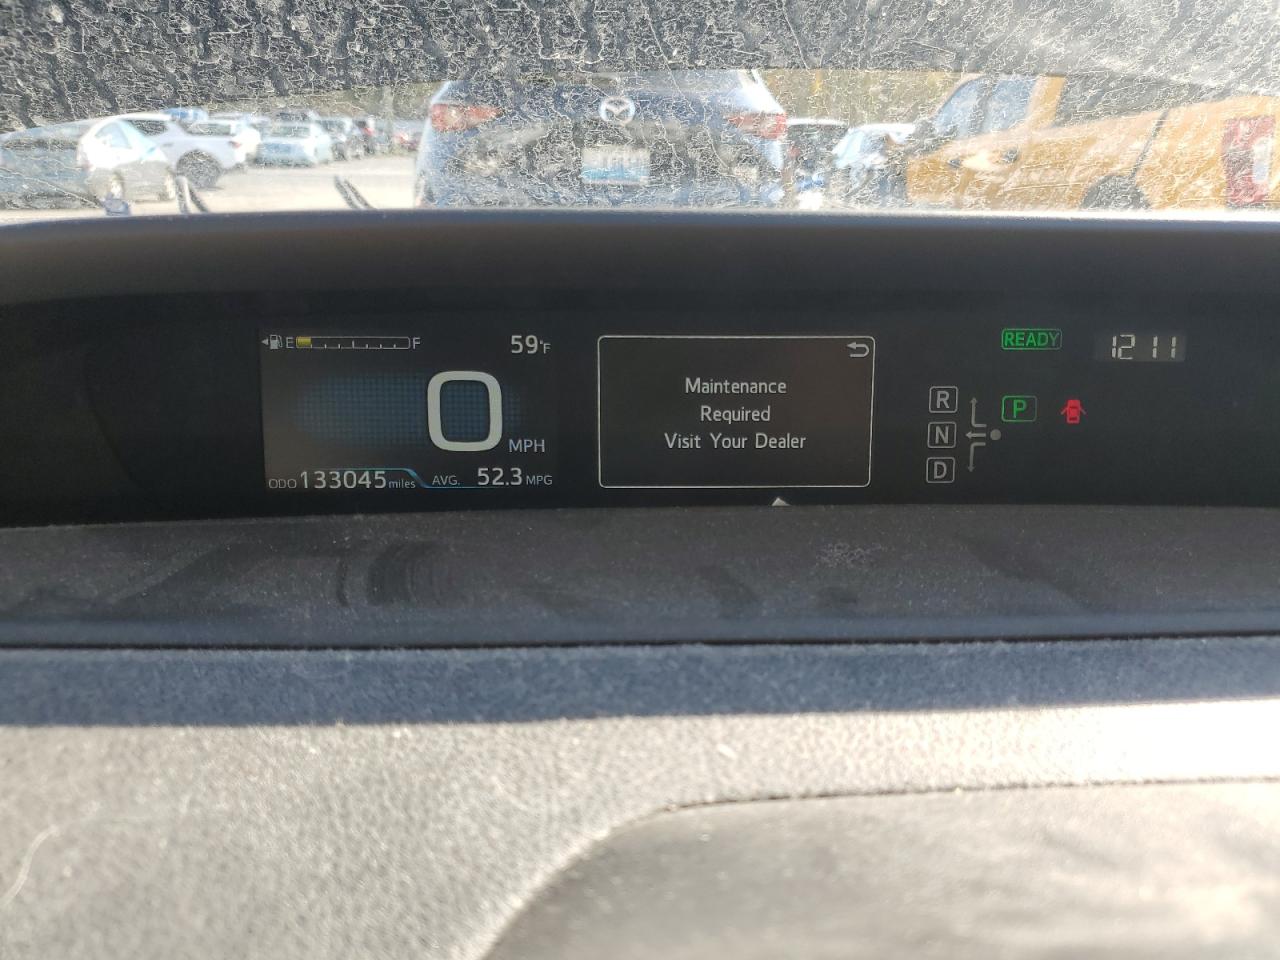 E F 59°F
0 MPH
ODO 133045 miles AVG. 52.3 MPG
Maintenance
Required
Visit Your Dealer
READY 12 11
R
P
N
D